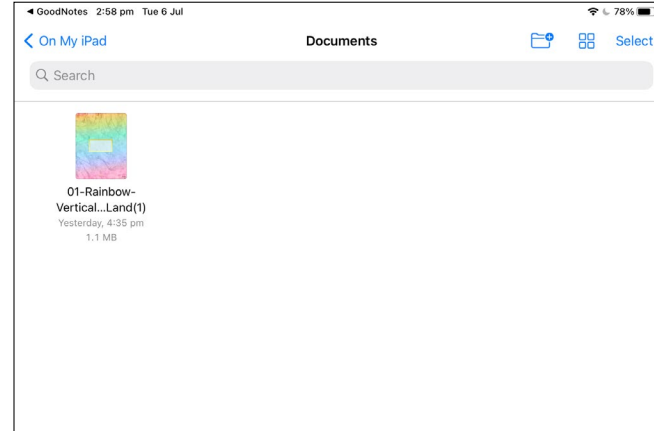 ◀ GoodNotes 2:58 pm Tue 6 Jul 78%
On My iPad Documents Select
Search
01-Rainbow-
Vertical...Land(1)
Yesterday, 4:35 pm
1.1 MB